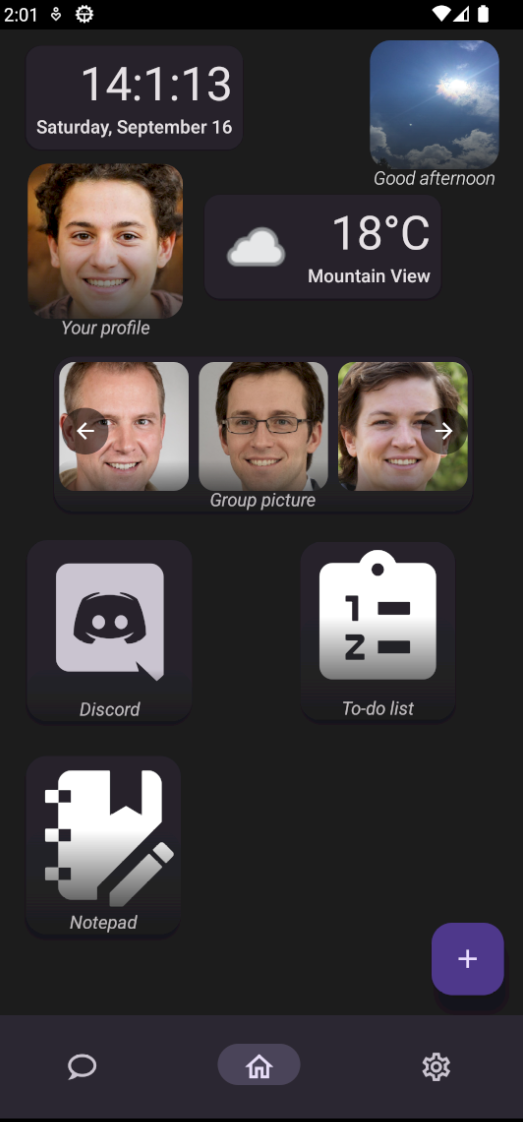 2:01
14:1:13
Saturday, September 16
Good afternoon
18°C
Mountain View
Your profile
Group picture
1
2
Discord
To-do list
Notepad
+